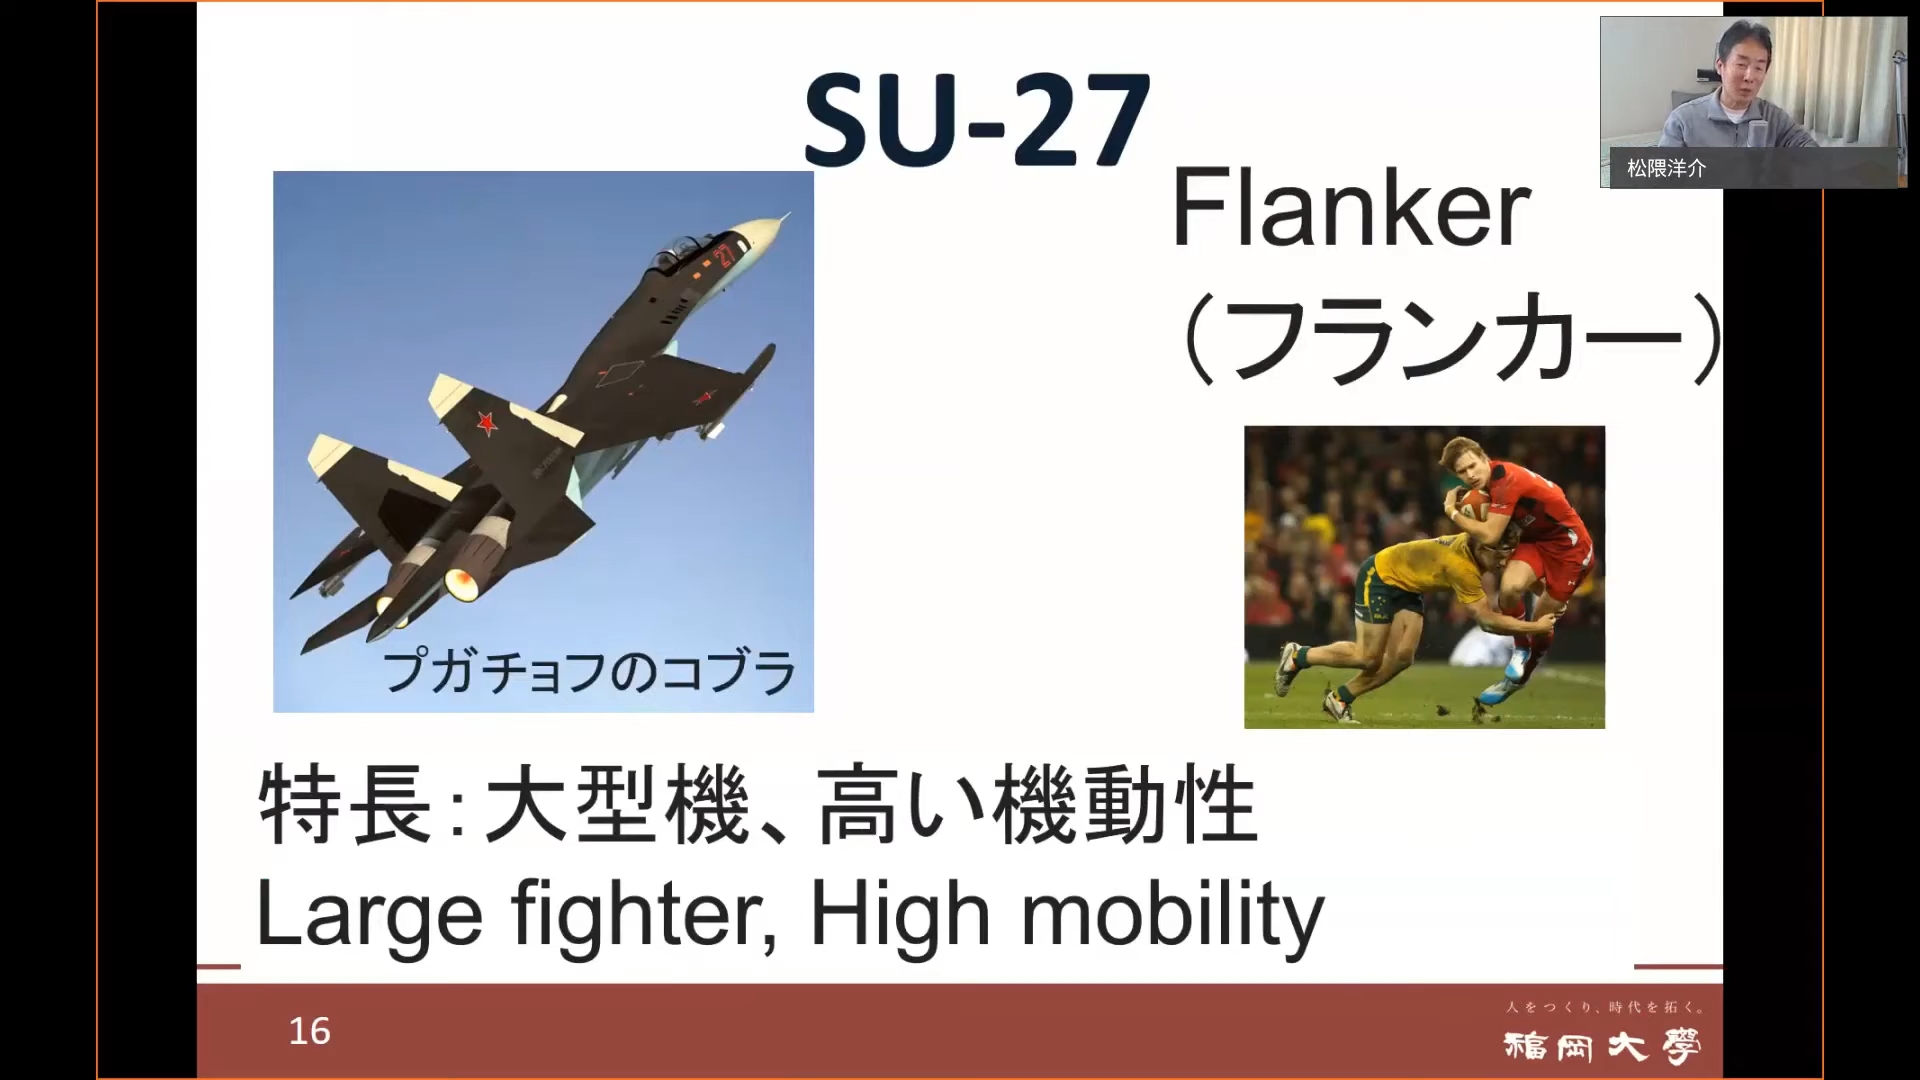 SU-27
松隈洋介
Flanker
（フランカー）
27
プガチョフのコブラ
特長：大型機、高い機動性
Large fighter, High mobility
16
人をつくり、時代を拓く。
福岡大學